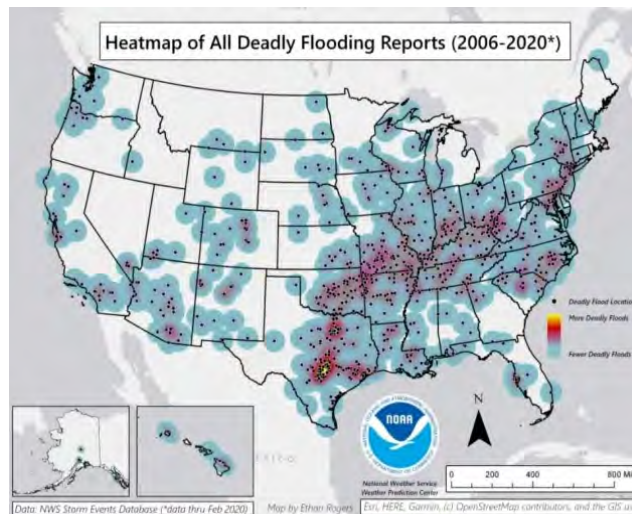 Heatmap of All Deadly Flooding Reports (2006-2020*)
Deadly Flood Locatio
More Deadly Floods
Fewer Deadly Floods
N
NOAA
National Weather Service
Weather Prediction Center
0 200 400 800 Mi
Data: NWS Storm Events Database (*data thru Feb 2020)
Map by Ethan Rogers
Esri, HERE, Garmin, (c) OpenStreetMap contributors, and the GIS u